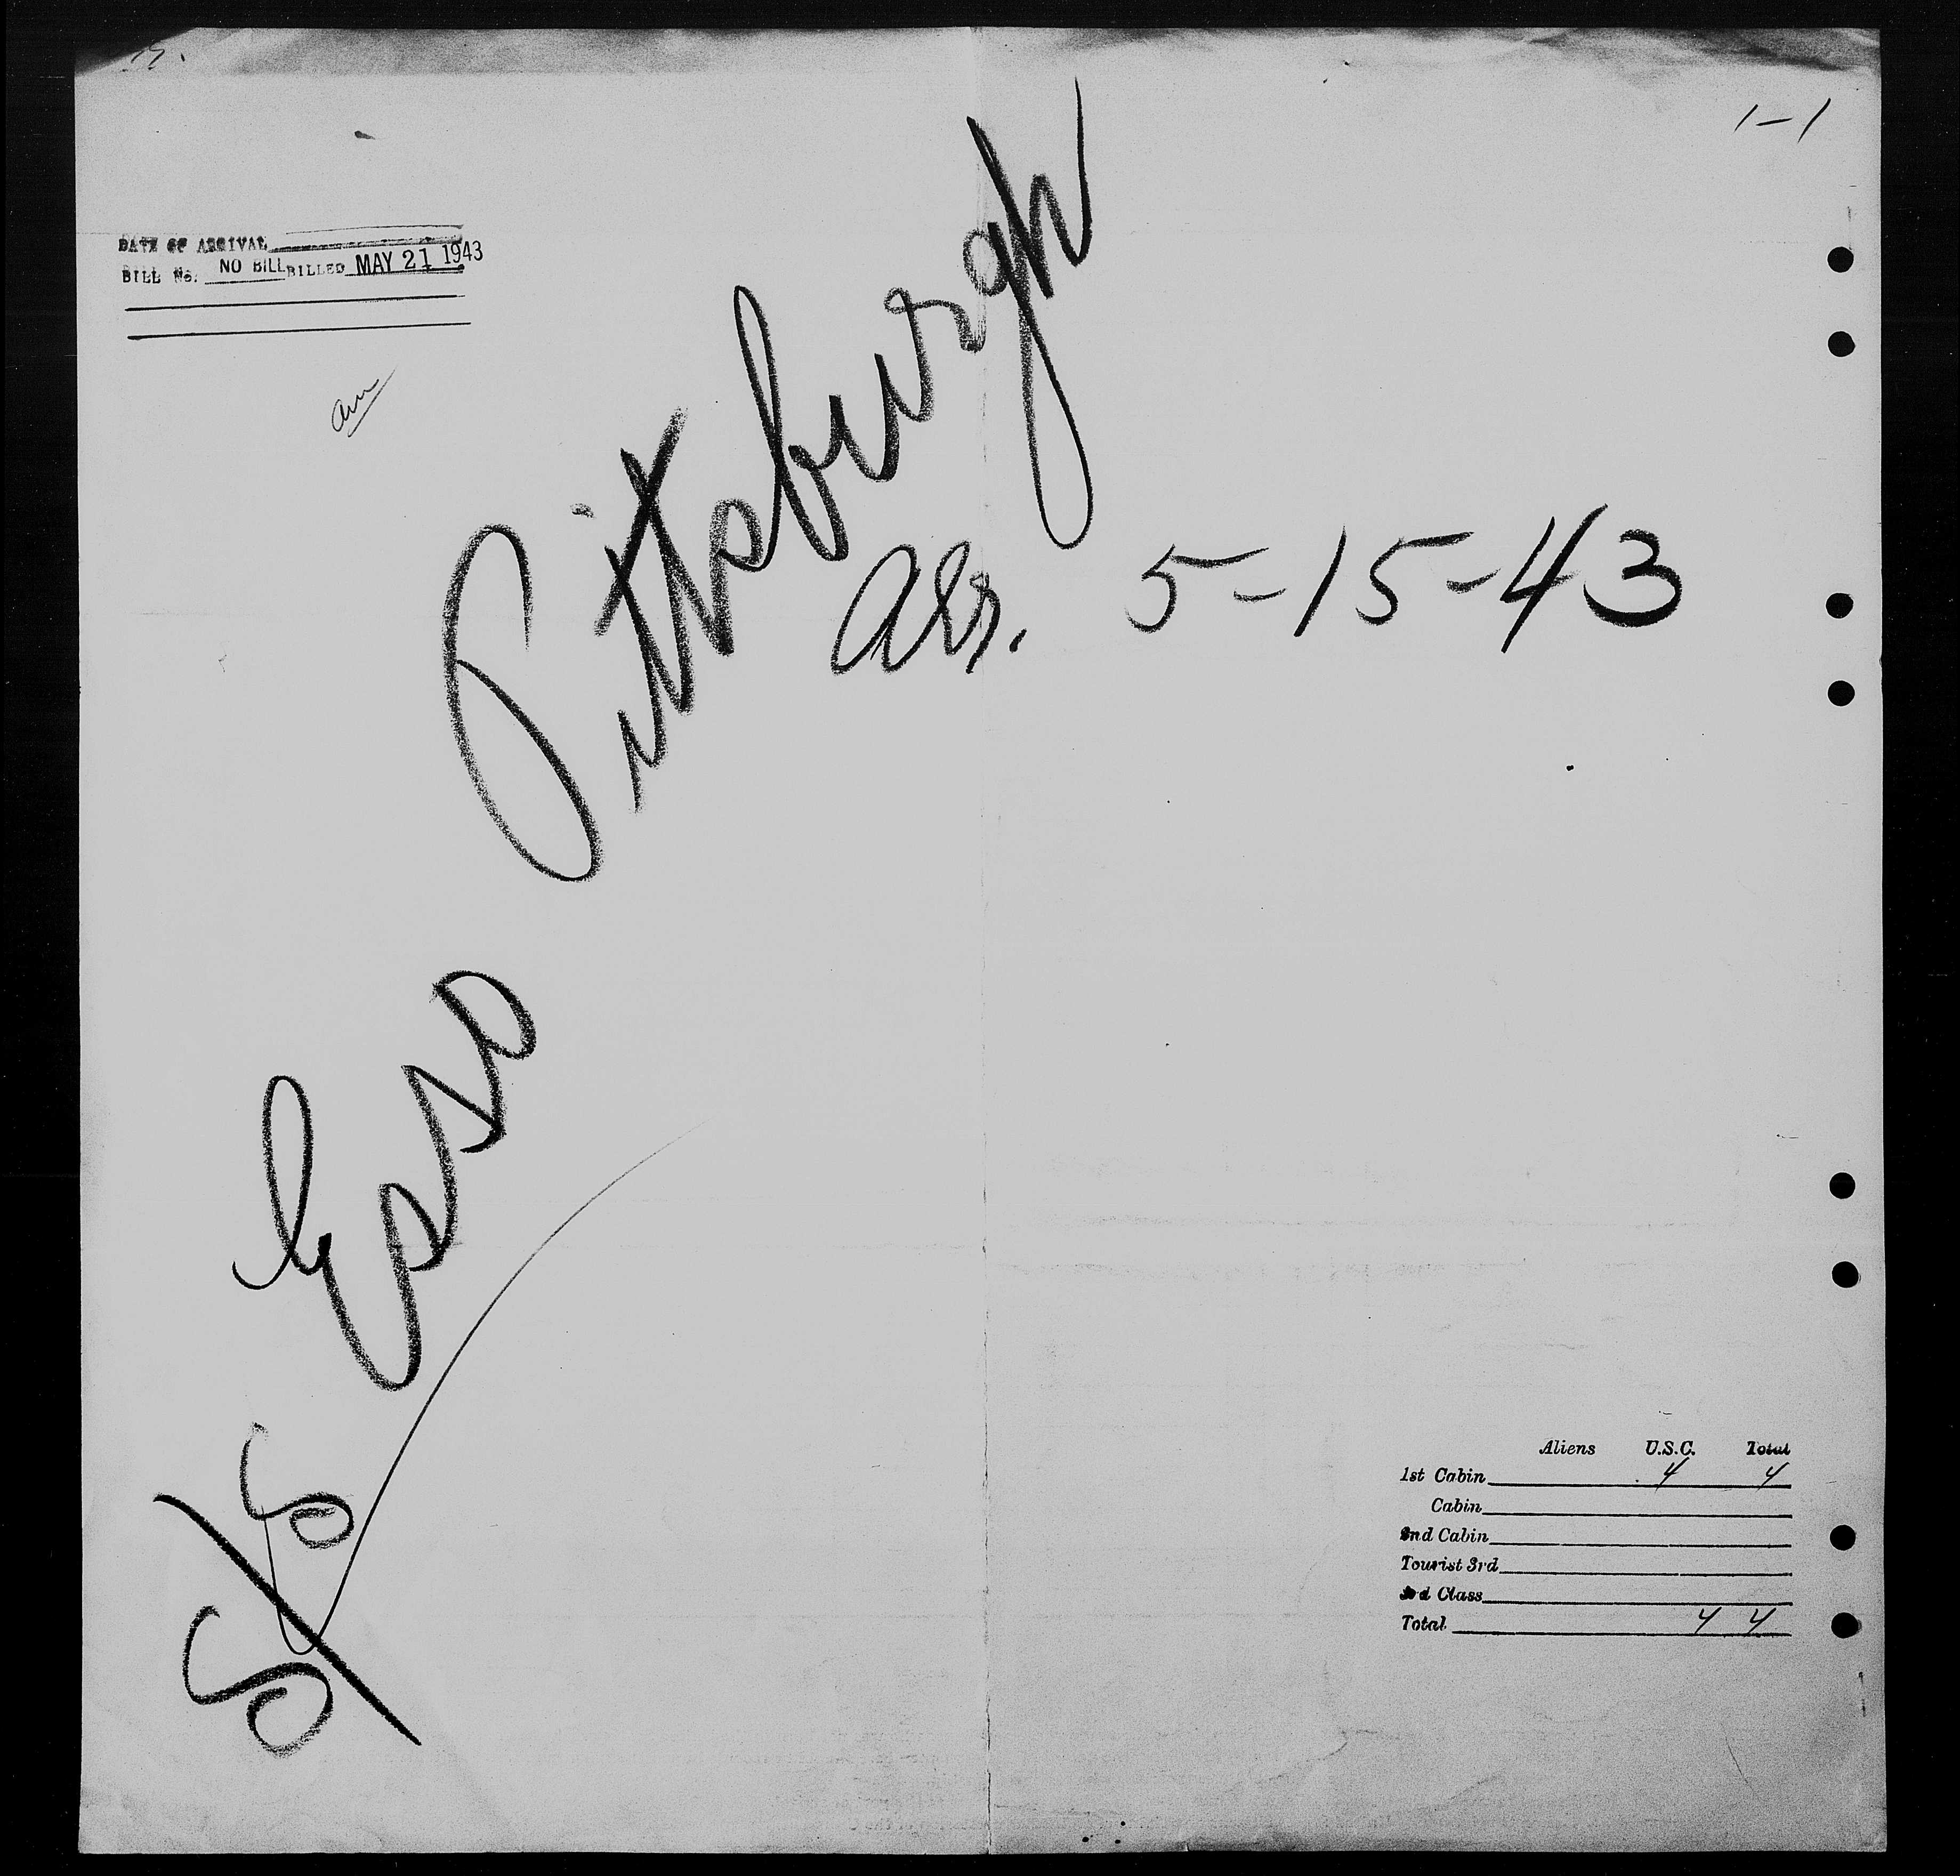 1-1
DATE OF ARRIVAL
BILL No. NO BILL BILLED MAY 21 1943
S/S Esso Pittsburgh
Arr. 5-15-43
Aliens U.S.C. Total
1st Cabin 4 4
Cabin
2nd Cabin
Tourist 3rd
3rd Class
Total 4 4